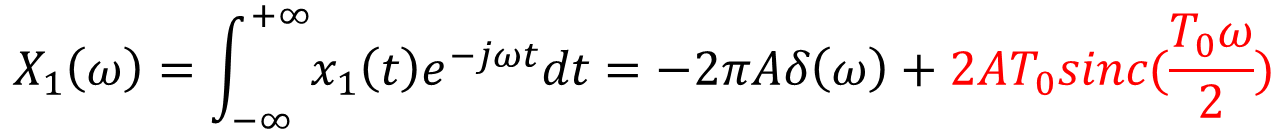 𝑋₁(𝜔) = ∫₋∞⁺∞ 𝑥₁(𝑡)𝑒^{−𝑗𝜔𝑡}𝑑𝑡 = −2𝜋𝐴𝛿(𝜔) + 2𝐴𝑇₀𝑠𝑖𝑛𝑐(𝑇₀𝜔/2)